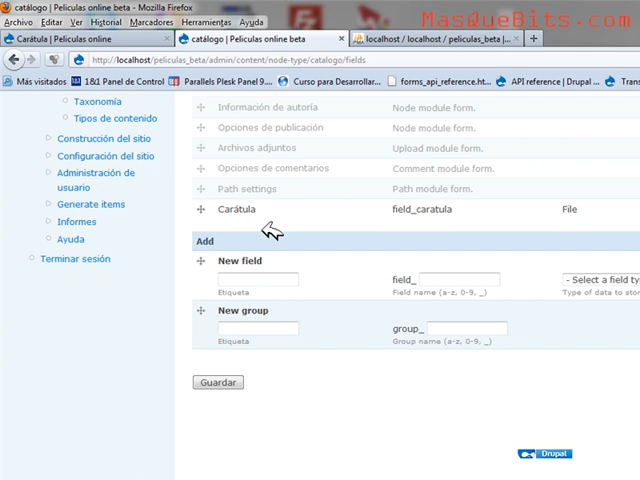 catálogo | Peliculas online beta - Mozilla Firefox
MasQueBits.com
Archivo Editar Ver Historial Marcadores Herramientas Ayuda
Carátula | Peliculas online × catálogo | Peliculas online beta × localhost / localhost / peliculas_beta |... × +
http://localhost/peliculas_beta/admin/content/node-type/catalogo/fields
Más visitados 1&1 Panel de Control Parallels Plesk Panel 9.... Curso para Desarrollar... forms_api_reference.ht... API reference | Drupal... Trans
Taxonomía
Tipos de contenido
Construcción del sitio
Configuración del sitio
Administración de
usuario
Generate items
Informes
Ayuda
Terminar sesión
Información de autoría Node module form.
Opciones de publicación Node module form.
Archivos adjuntos Upload module form.
Opciones de comentarios Comment module form.
Path settings Path module form.
Carátula field_caratula File
Add
New field
field_ - Select a field ty
Etiqueta Field name (a-z, 0-9, _) Type of data to stor
New group
group_
Etiqueta Group name (a-z, 0-9, _)
Guardar
Drupal